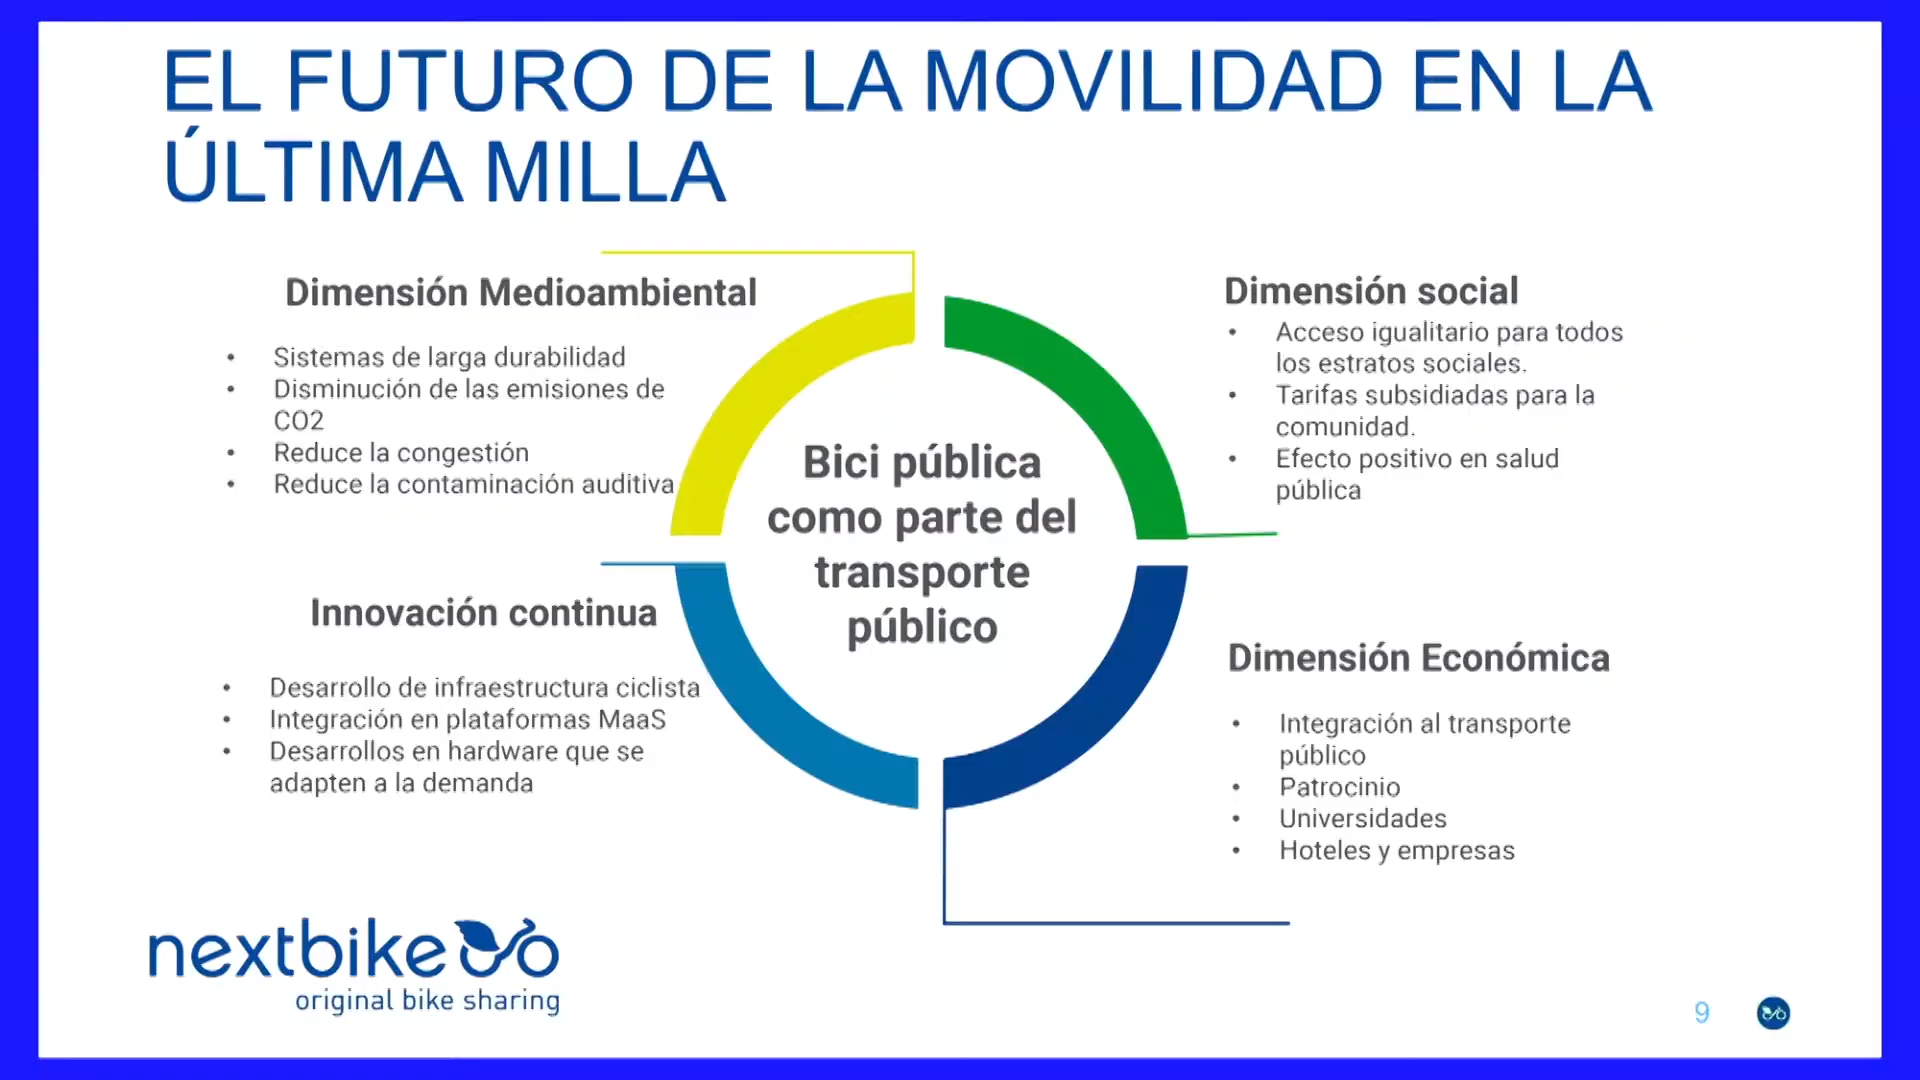 EL FUTURO DE LA MOVILIDAD EN LA
ÚLTIMA MILLA
Dimensión Medioambiental
• Sistemas de larga durabilidad
• Disminución de las emisiones de
CO2
• Reduce la congestión
• Reduce la contaminación auditiva
Dimensión social
• Acceso igualitario para todos
los estratos sociales.
• Tarifas subsidiadas para la
comunidad.
• Efecto positivo en salud
pública
Bici pública
como parte del
transporte
público
Innovación continua
• Desarrollo de infraestructura ciclista
• Integración en plataformas MaaS
• Desarrollos en hardware que se
adapten a la demanda
Dimensión Económica
• Integración al transporte
público
• Patrocinio
• Universidades
• Hoteles y empresas
nextbike
original bike sharing
9